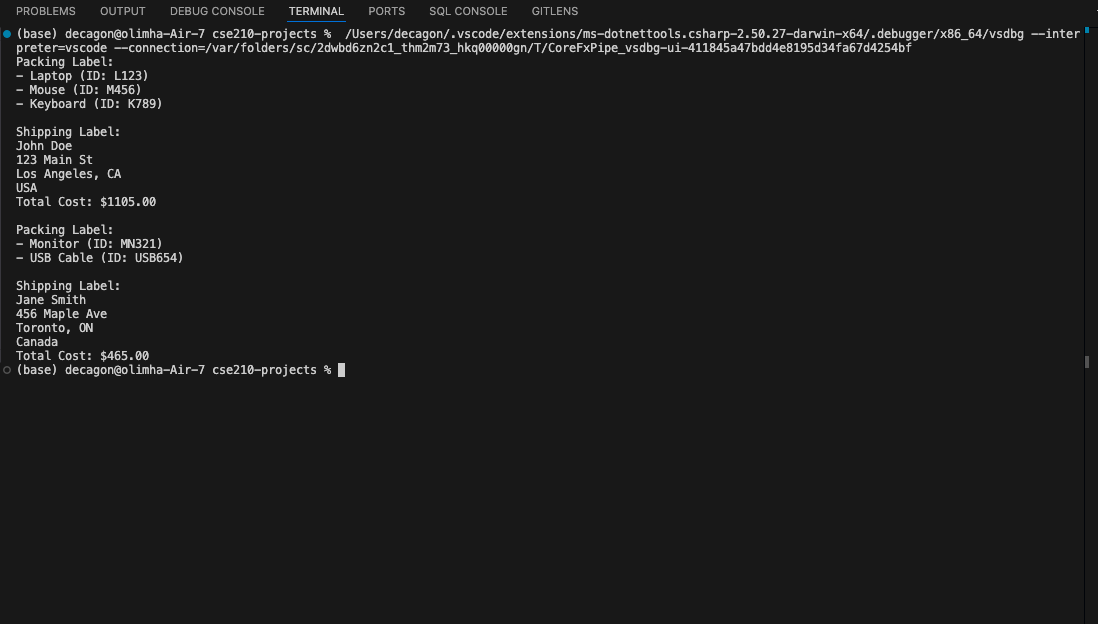 PROBLEMS OUTPUT DEBUG CONSOLE TERMINAL PORTS SQL CONSOLE GITLENS
(base) decagon@olimha-Air-7 cse210-projects % /Users/decagon/.vscode/extensions/ms-dotnettools.csharp-2.50.27-darwin-x64/.debugger/x86_64/vsdbg --inter
preter=vscode --connection=/var/folders/sc/2dwbd6zn2c1_thm2m73_hkq00000gn/T/CoreFxPipe_vsdbg-ui-411845a47bdd4e8195d34fa67d4254bf
Packing Label:
- Laptop (ID: L123)
- Mouse (ID: M456)
- Keyboard (ID: K789)
Shipping Label:
John Doe
123 Main St
Los Angeles, CA
USA
Total Cost: $1105.00
Packing Label:
- Monitor (ID: MN321)
- USB Cable (ID: USB654)
Shipping Label:
Jane Smith
456 Maple Ave
Toronto, ON
Canada
Total Cost: $465.00
(base) decagon@olimha-Air-7 cse210-projects %